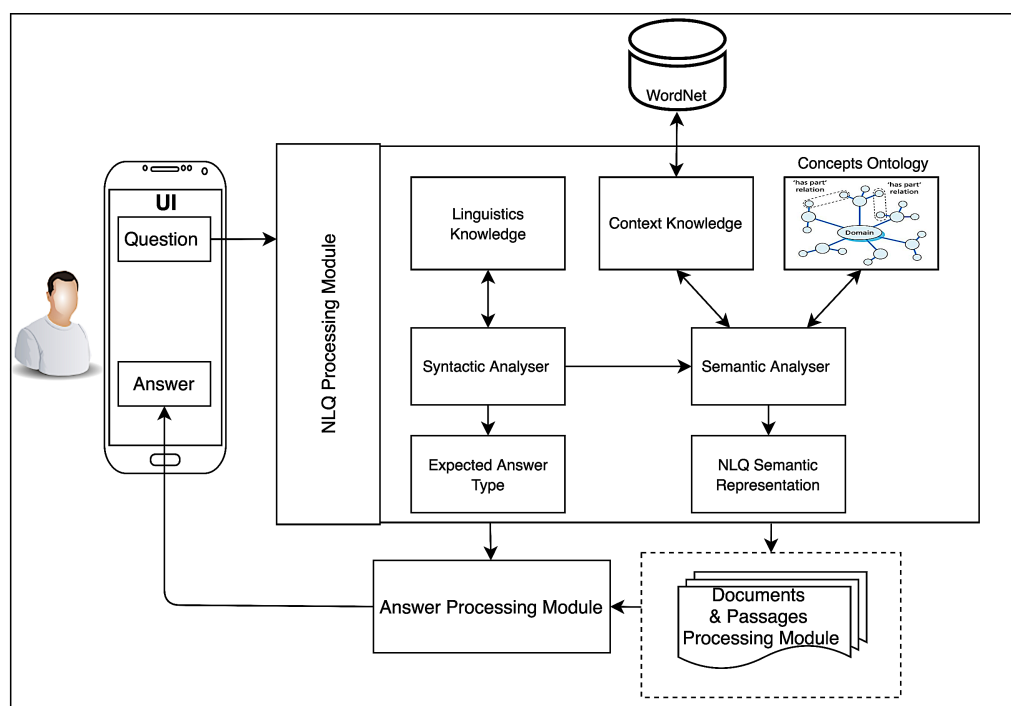 WordNet
UI
Question
Answer
NLQ Processing Module
Linguistics
Knowledge
Context Knowledge
Concepts Ontology
'has part'
relation
'has part'
relation
Domain
Syntactic Analyser
Semantic Analyser
Expected Answer
Type
NLQ Semantic
Representation
Answer Processing Module
Documents
& Passages
Processing Module